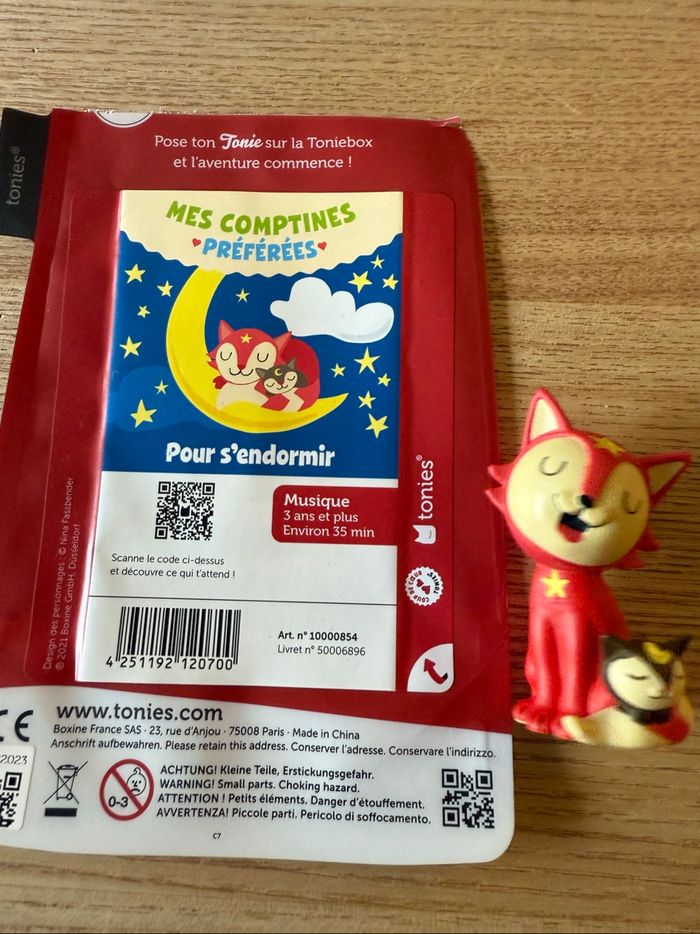 tonies®
Pose ton Tonie sur la Toniebox
et l'aventure commence !
MES COMPTINES
PRÉFÉRÉES
Pour s'endormir
Musique
3 ans et plus
Environ 35 min
Scanne le code ci-dessus
et découvre ce qui t'attend !
tonies®
COUP DE CŒUR
TONIES
Design des personnages : © Nina Fassbender
© 2021 Boxine GmbH, Düsseldorf
4 251192 120700
Art. n° 10000854
Livret n° 50006896
CE
www.tonies.com
Boxine France SAS · 23, rue d'Anjou · 75008 Paris · Made in China
Anschrift aufbewahren. Please retain this address. Conserver l'adresse. Conservare l'indirizzo.
2023
0-3
ACHTUNG! Kleine Teile, Erstickungsgefahr.
WARNING! Small parts. Choking hazard.
ATTENTION ! Petits éléments. Danger d'étouffement.
AVVERTENZA! Piccole parti. Pericolo di soffocamento.
C7